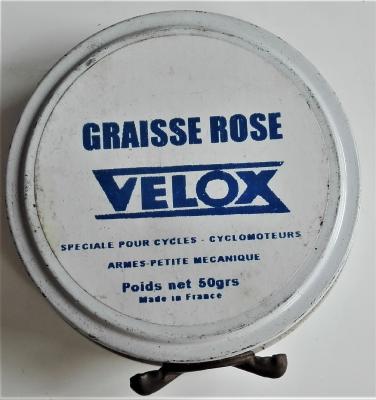 GRAISSE ROSE
VELOX
SPECIALE POUR CYCLES - CYCLOMOTEURS
ARMES-PETITE MECANIQUE
Poids net 50grs
Made in France